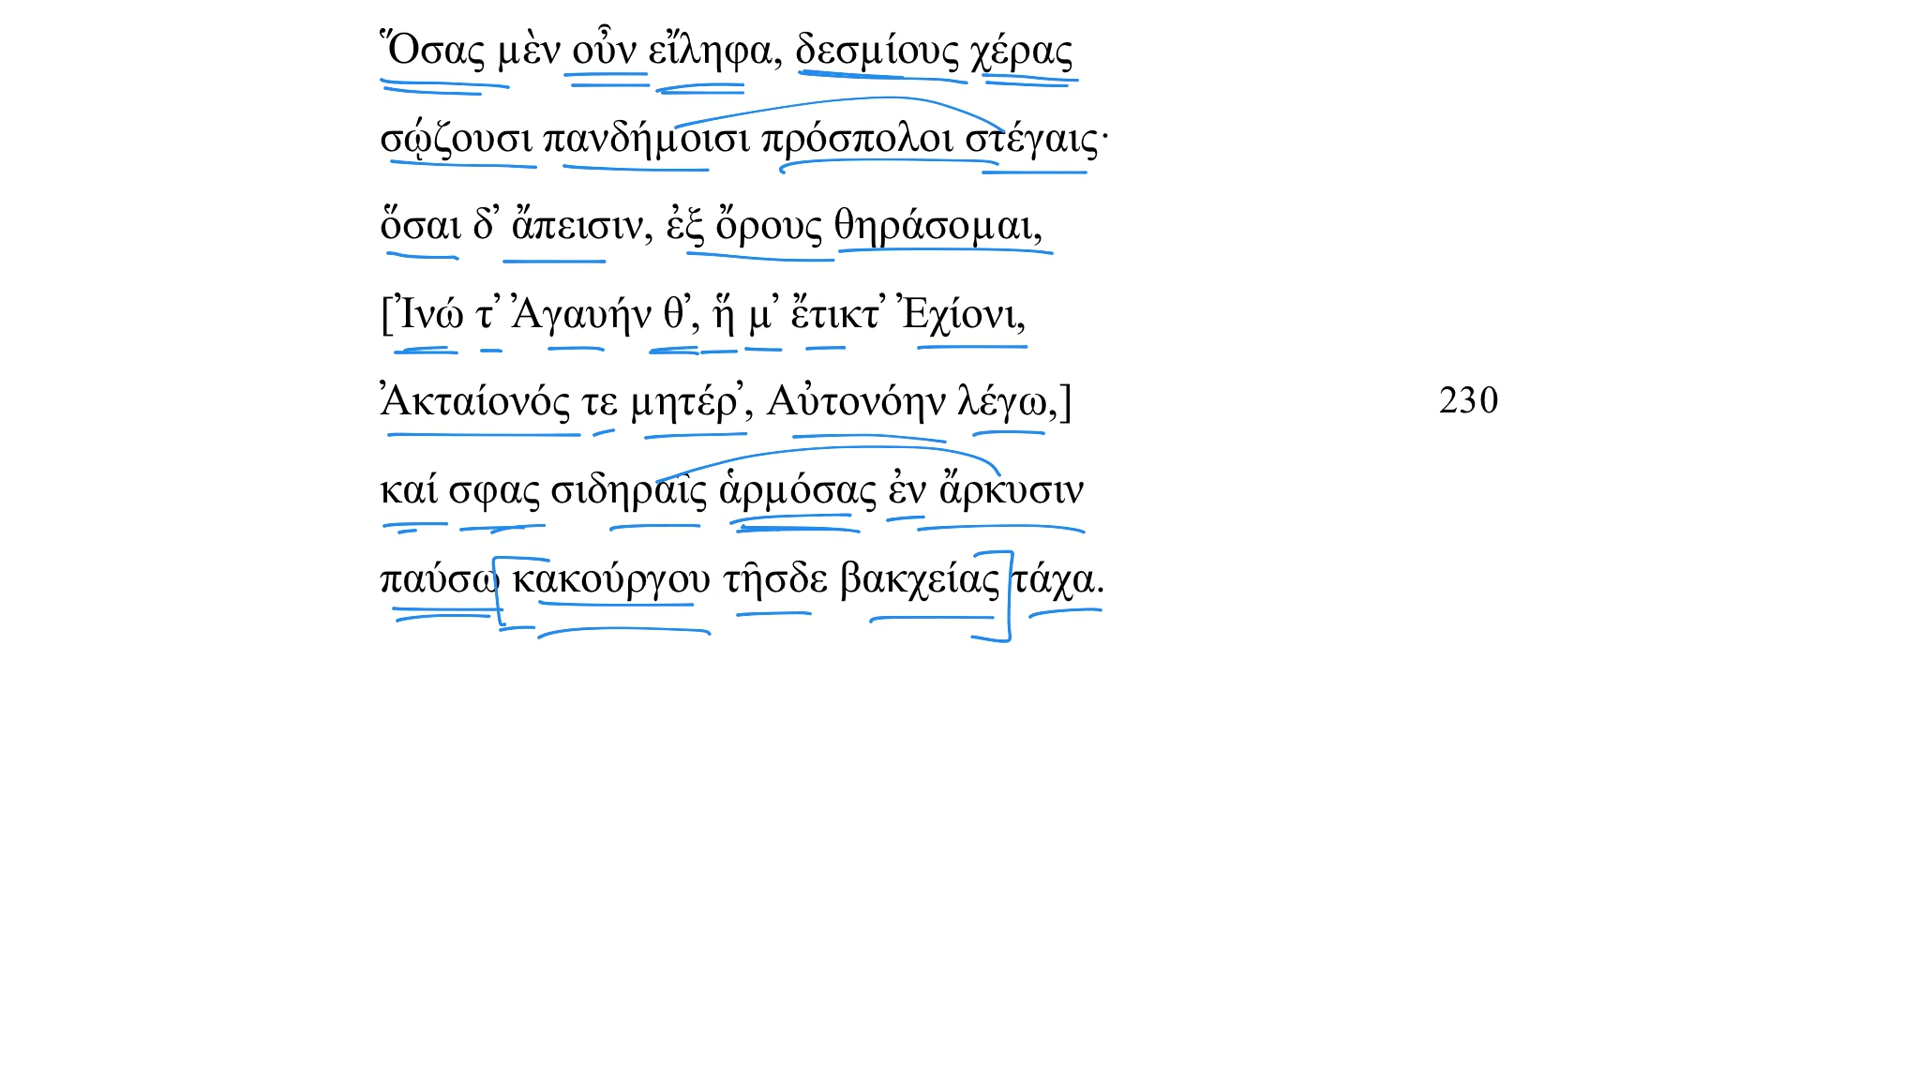 Ὅσας μὲν οὖν εἴληφα, δεσμίους χέρας
σῴζουσι πανδήμοισι πρόσπολοι στέγαις·
ὅσαι δ’ ἄπεισιν, ἐξ ὄρους θηράσομαι,
[Ἰνώ τ’ Ἀγαυήν θ’, ἥ μ’ ἔτικτ’ Ἐχίονι,
Ἀκταίονός τε μητέρ’, Αὐτονόην λέγω,] 230
καί σφας σιδηραῖς ἁρμόσας ἐν ἄρκυσιν
παύσω κακούργου τῆσδε βακχείας τάχα.